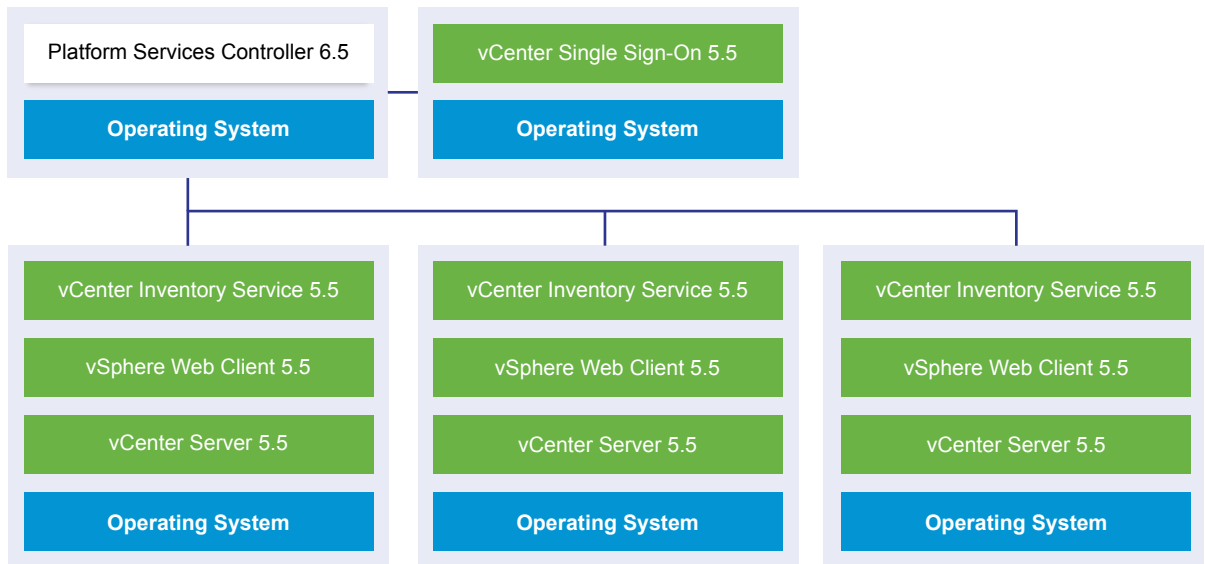 Platform Services Controller 6.5
Operating System
vCenter Single Sign-On 5.5
Operating System
vCenter Inventory Service 5.5
vSphere Web Client 5.5
vCenter Server 5.5
Operating System
vCenter Inventory Service 5.5
vSphere Web Client 5.5
vCenter Server 5.5
Operating System
vCenter Inventory Service 5.5
vSphere Web Client 5.5
vCenter Server 5.5
Operating System